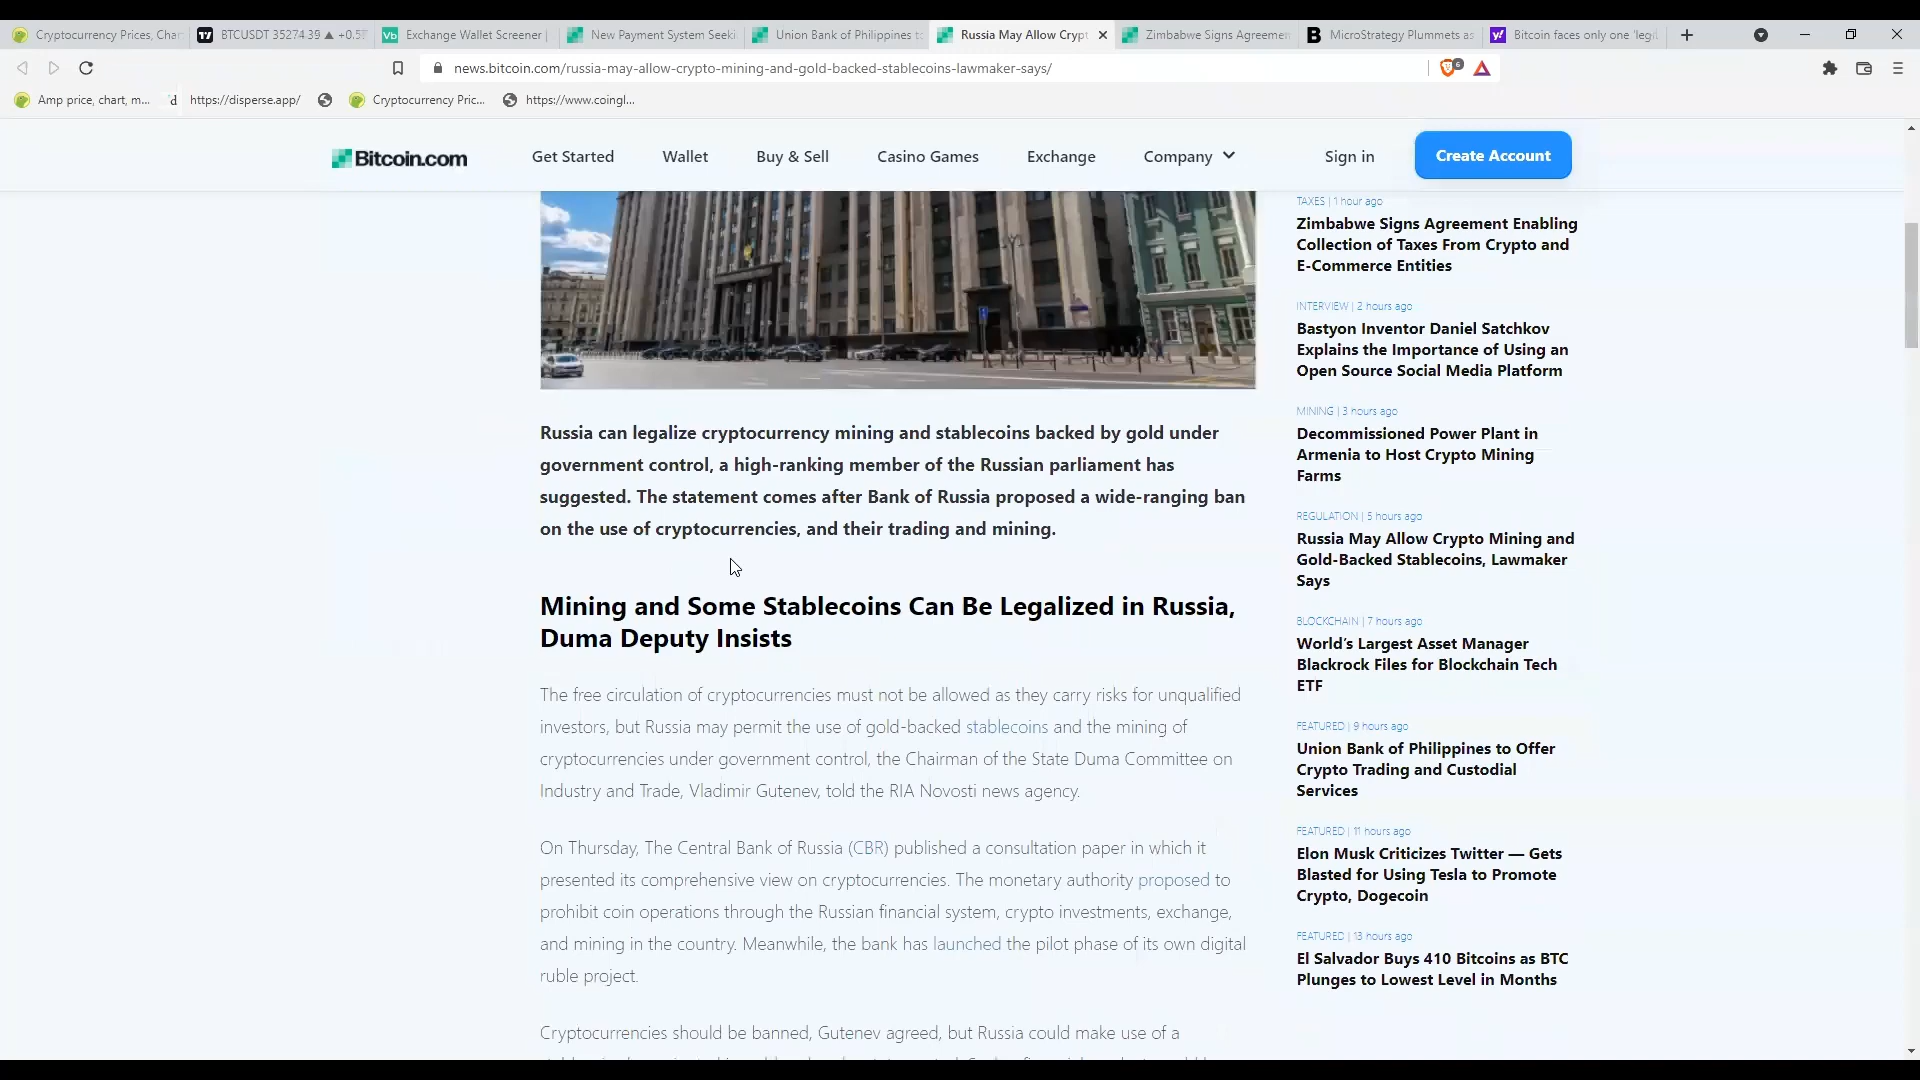 Cryptocurrency Prices, Char
BTCUSDT 35274.39 ▲ +0.5
Exchange Wallet Screener |
New Payment System Seeki
Union Bank of Philippines t
Russia May Allow Crypt
Zimbabwe Signs Agreemen
MicroStrategy Plummets as
Bitcoin faces only one 'legi
news.bitcoin.com/russia-may-allow-crypto-mining-and-gold-backed-stablecoins-lawmaker-says/
6
Amp price, chart, m...
https://disperse.app/
Cryptocurrency Pric...
https://www.coingl...
Bitcoin.com
Get Started
Wallet
Buy & Sell
Casino Games
Exchange
Company
Sign in
Create Account
Russia can legalize cryptocurrency mining and stablecoins backed by gold under
government control, a high-ranking member of the Russian parliament has
suggested. The statement comes after Bank of Russia proposed a wide-ranging ban
on the use of cryptocurrencies, and their trading and mining.
Mining and Some Stablecoins Can Be Legalized in Russia,
Duma Deputy Insists
The free circulation of cryptocurrencies must not be allowed as they carry risks for unqualified
investors, but Russia may permit the use of gold-backed stablecoins and the mining of
cryptocurrencies under government control, the Chairman of the State Duma Committee on
Industry and Trade, Vladimir Gutenev, told the RIA Novosti news agency.
On Thursday, The Central Bank of Russia (CBR) published a consultation paper in which it
presented its comprehensive view on cryptocurrencies. The monetary authority proposed to
prohibit coin operations through the Russian financial system, crypto investments, exchange,
and mining in the country. Meanwhile, the bank has launched the pilot phase of its own digital
ruble project.
Cryptocurrencies should be banned, Gutenev agreed, but Russia could make use of a
TAXES | 1 hour ago
Zimbabwe Signs Agreement Enabling
Collection of Taxes From Crypto and
E-Commerce Entities
INTERVIEW | 2 hours ago
Bastyon Inventor Daniel Satchkov
Explains the Importance of Using an
Open Source Social Media Platform
MINING | 3 hours ago
Decommissioned Power Plant in
Armenia to Host Crypto Mining
Farms
REGULATION | 5 hours ago
Russia May Allow Crypto Mining and
Gold-Backed Stablecoins, Lawmaker
Says
BLOCKCHAIN | 7 hours ago
World's Largest Asset Manager
Blackrock Files for Blockchain Tech
ETF
FEATURED | 9 hours ago
Union Bank of Philippines to Offer
Crypto Trading and Custodial
Services
FEATURED | 11 hours ago
Elon Musk Criticizes Twitter — Gets
Blasted for Using Tesla to Promote
Crypto, Dogecoin
FEATURED | 13 hours ago
El Salvador Buys 410 Bitcoins as BTC
Plunges to Lowest Level in Months